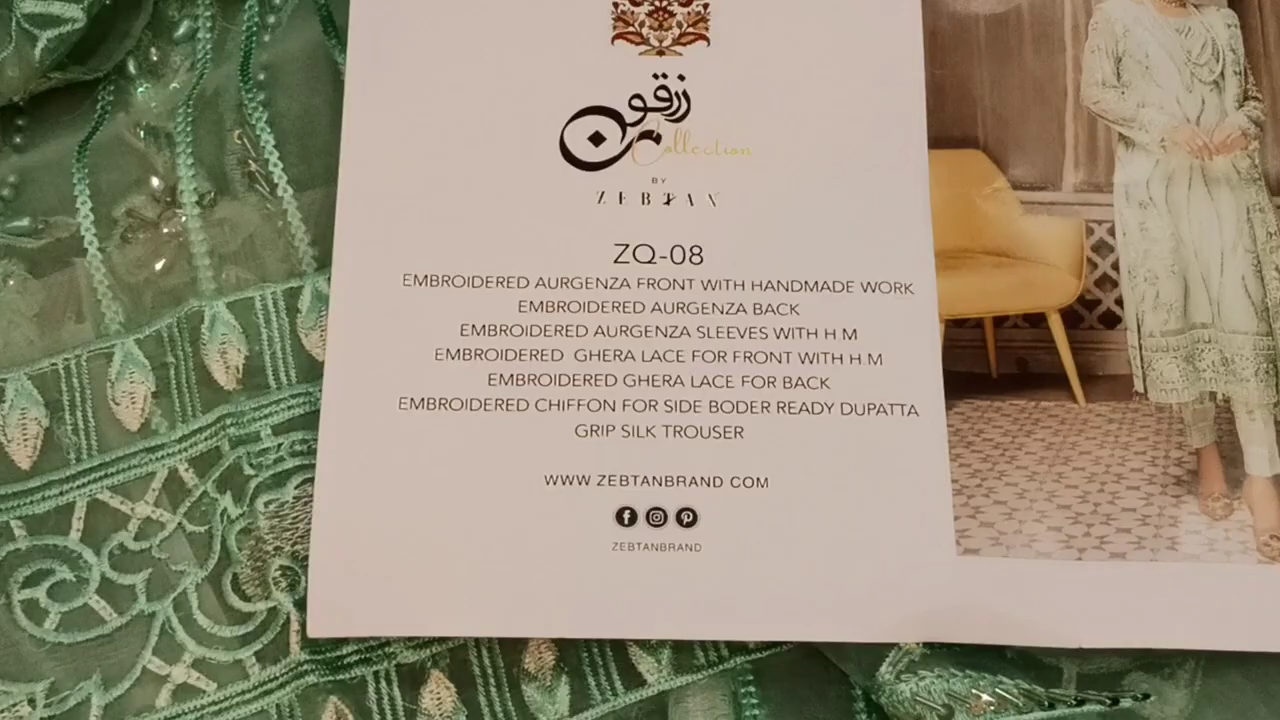 زرقون
Collection
BY
ZEBTAN
ZQ-08
EMBROIDERED AURGENZA FRONT WITH HANDMADE WORK
EMBROIDERED AURGENZA BACK
EMBROIDERED AURGENZA SLEEVES WITH H M
EMBROIDERED GHERA LACE FOR FRONT WITH H.M
EMBROIDERED GHERA LACE FOR BACK
EMBROIDERED CHIFFON FOR SIDE BODER READY DUPATTA
GRIP SILK TROUSER
WWW ZEBTANBRAND COM
ZEBTANBRAND